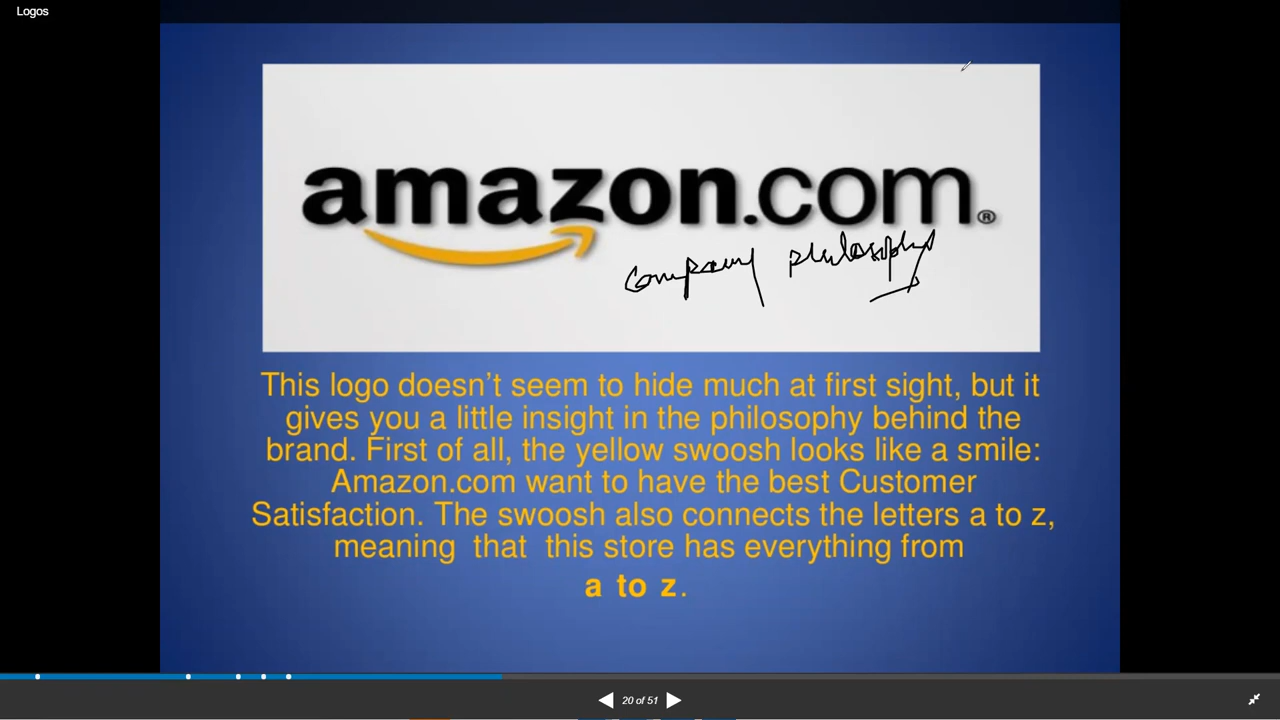 Logos
amazon.com®
company philosophy
This logo doesn’t seem to hide much at first sight, but it
gives you a little insight in the philosophy behind the
brand. First of all, the yellow swoosh looks like a smile:
Amazon.com want to have the best Customer
Satisfaction. The swoosh also connects the letters a to z,
meaning that this store has everything from
a to z.
20 of 51